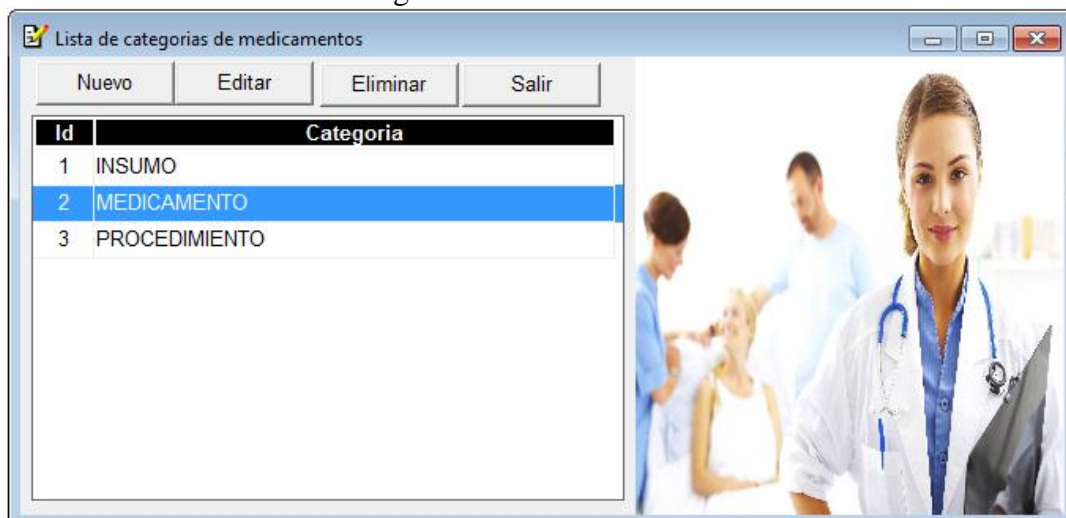 Lista de categorias de medicamentos
Nuevo Editar Eliminar Salir
Id Categoria
1 INSUMO
2 MEDICAMENTO
3 PROCEDIMIENTO